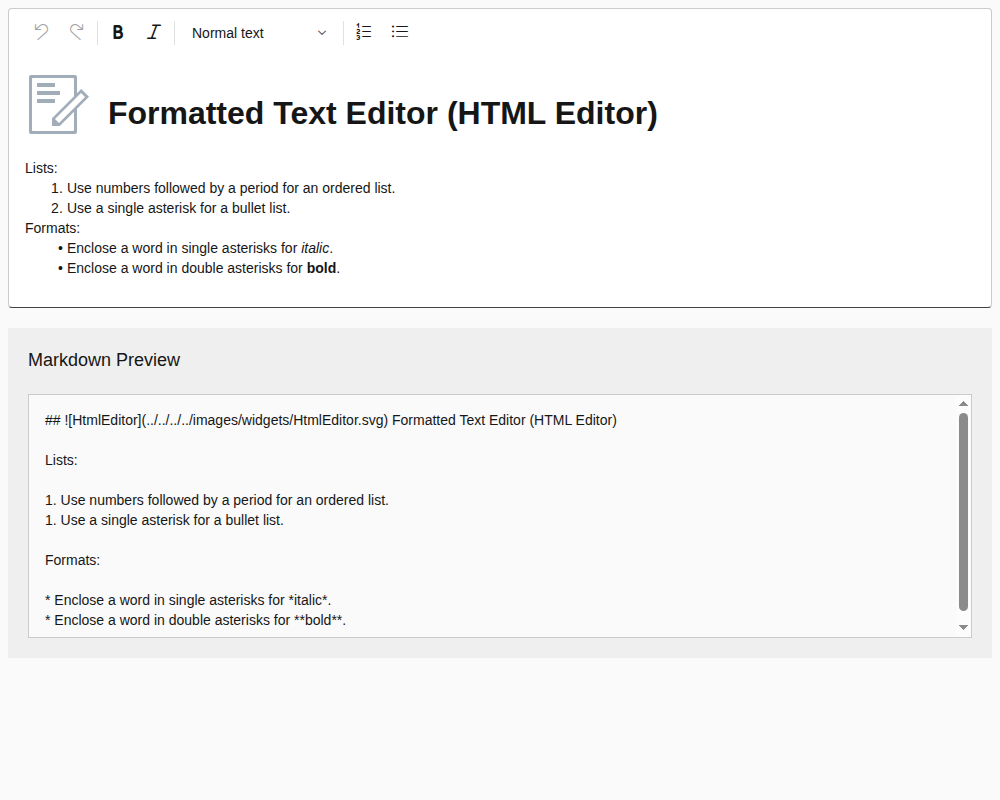 Normal text
Formatted Text Editor (HTML Editor)
Lists:
1. Use numbers followed by a period for an ordered list.
2. Use a single asterisk for a bullet list.
Formats:
• Enclose a word in single asterisks for italic.
• Enclose a word in double asterisks for bold.
Markdown Preview
## ![HtmlEditor](../../../../images/widgets/HtmlEditor.svg) Formatted Text Editor (HTML Editor)
Lists:
1. Use numbers followed by a period for an ordered list.
1. Use a single asterisk for a bullet list.
Formats:
* Enclose a word in single asterisks for *italic*.
* Enclose a word in double asterisks for **bold**.